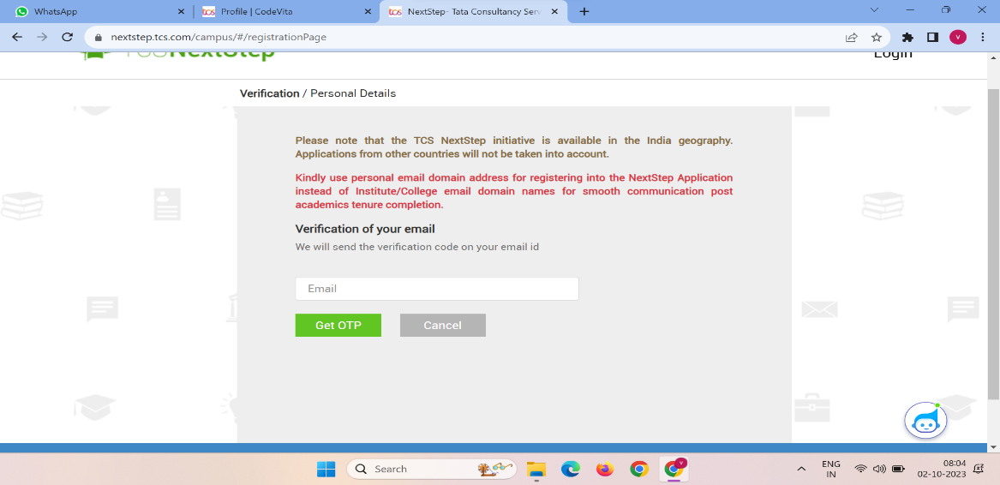 WhatsApp
tcs Profile | CodeVita
tcs NextStep- Tata Consultancy Serv
nextstep.tcs.com/campus/#/registrationPage
V
TCS NextStep
Login
Verification / Personal Details
Please note that the TCS NextStep initiative is available in the India geography.
Applications from other countries will not be taken into account.
Kindly use personal email domain address for registering into the NextStep Application
instead of Institute/College email domain names for smooth communication post
academics tenure completion.
Verification of your email
We will send the verification code on your email id
Email
Get OTP
Cancel
Search
V
ENG
IN
08:04
02-10-2023